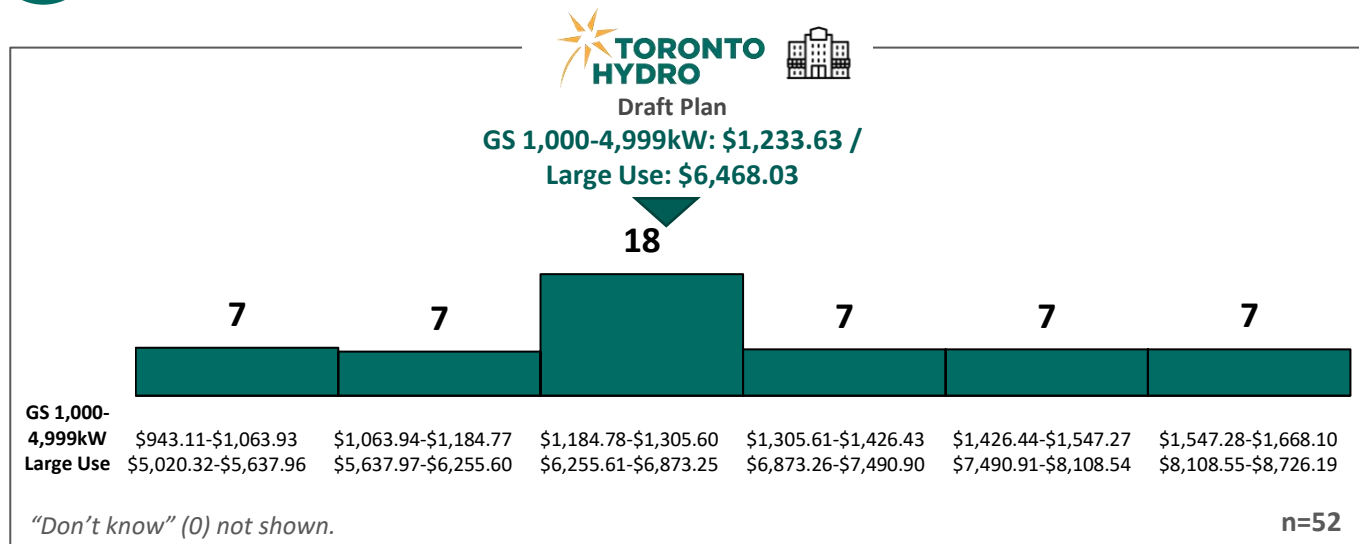 TORONTO
HYDRO
Draft Plan
GS 1,000-4,999kW: $1,233.63 /
Large Use: $6,468.03
18
7
7
7
7
7
GS 1,000-
4,999kW $943.11-$1,063.93 $1,063.94-$1,184.77 $1,184.78-$1,305.60 $1,305.61-$1,426.43 $1,426.44-$1,547.27 $1,547.28-$1,668.10
Large Use $5,020.32-$5,637.96 $5,637.97-$6,255.60 $6,255.61-$6,873.25 $6,873.26-$7,490.90 $7,490.91-$8,108.54 $8,108.55-$8,726.19
“Don’t know” (0) not shown.
n=52